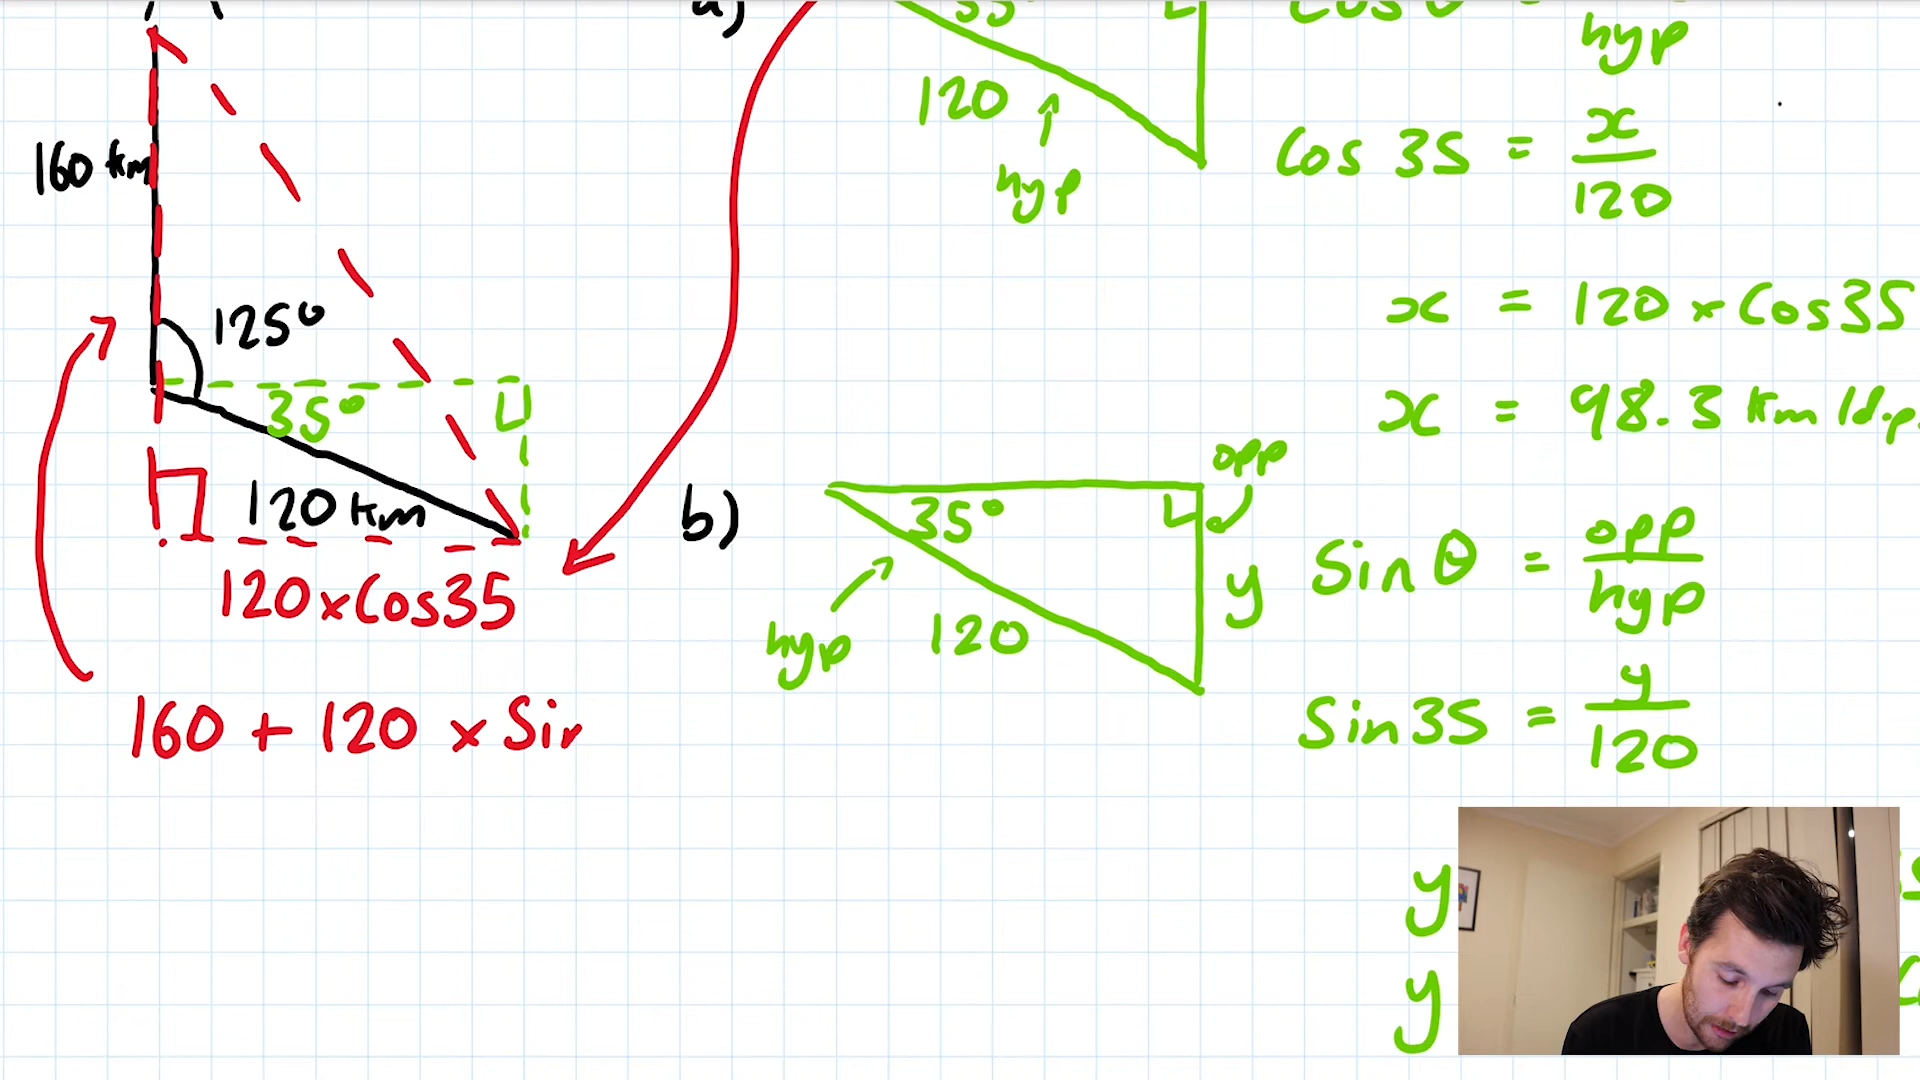 a)
35°
Cos θ =
hyp
120
hyp
Cos 35 = x
120
160 km
125°
x = 120 × Cos35
35°
x = 98.3 km 1d.p.
120 km
b)
opp
35°
y
hyp
120
Sin θ = opp
hyp
120×Cos35
160 + 120 × Sin
Sin35 = y
120
y
y